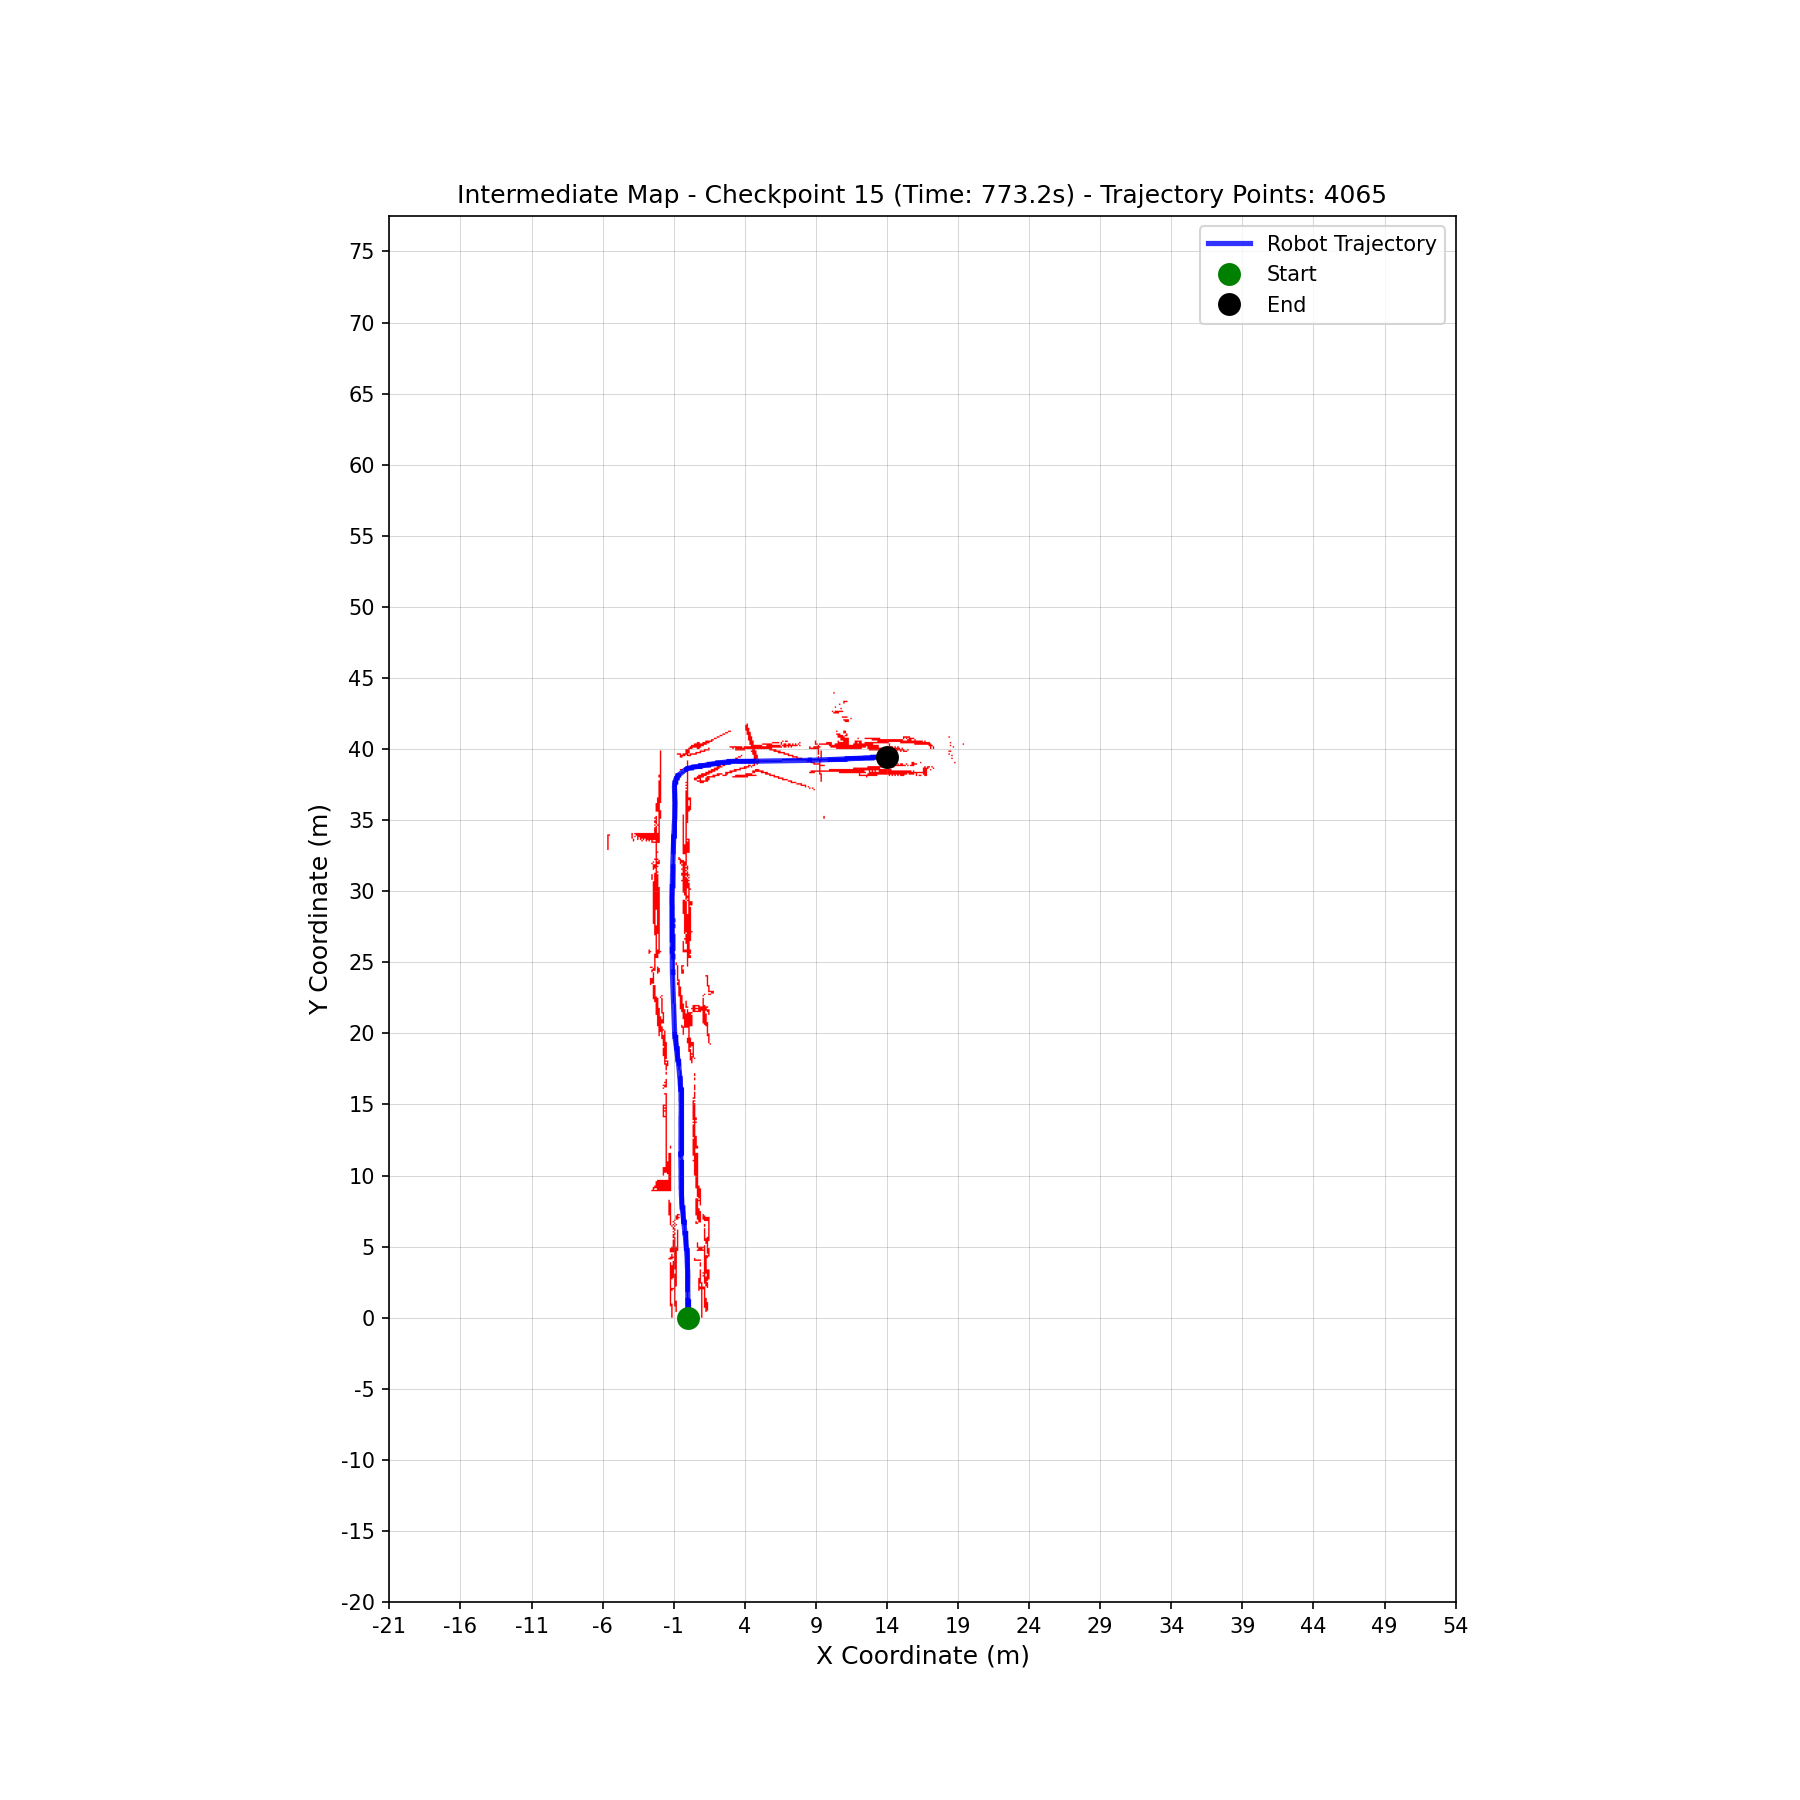 Intermediate Map - Checkpoint 15 (Time: 773.2s) - Trajectory Points: 4065
Robot Trajectory
Start
End
75
70
65
60
55
50
45
40
35
30
25
20
15
10
5
0
-5
-10
-15
-20
Y Coordinate (m)
-21 -16 -11 -6 -1 4 9 14 19 24 29 34 39 44 49 54
X Coordinate (m)